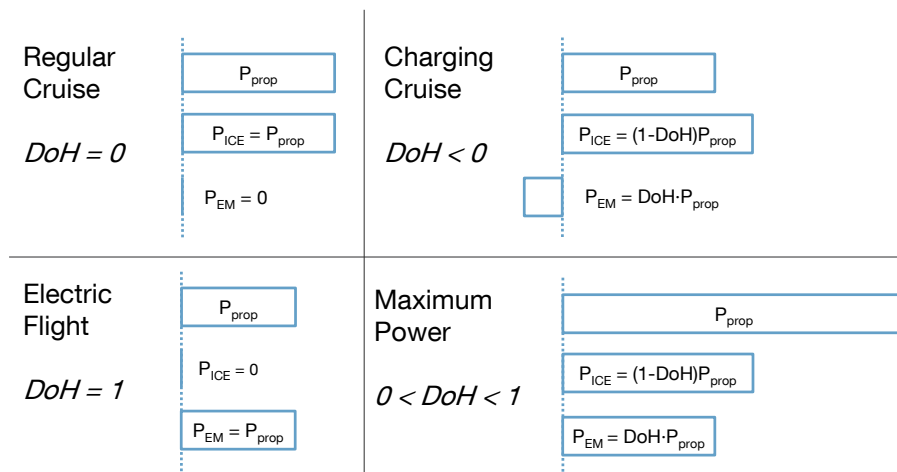 Regular
Cruise
DoH = 0
P_prop
P_ICE = P_prop
P_EM = 0
Charging
Cruise
DoH < 0
P_prop
P_ICE = (1-DoH)P_prop
P_EM = DoH·P_prop
Electric
Flight
DoH = 1
P_prop
P_ICE = 0
P_EM = P_prop
Maximum
Power
0 < DoH < 1
P_prop
P_ICE = (1-DoH)P_prop
P_EM = DoH·P_prop